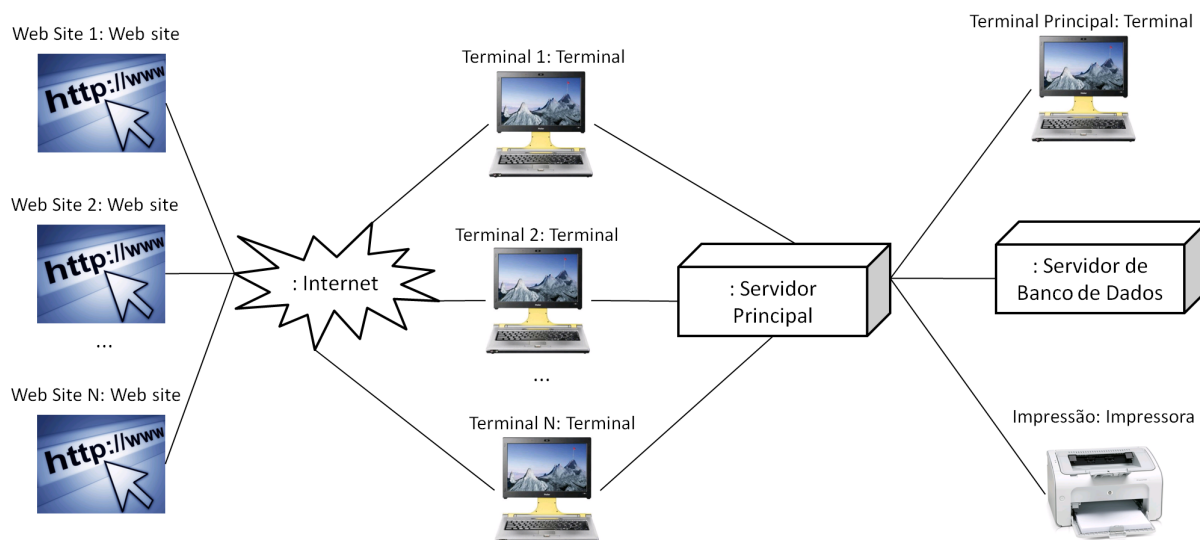 Web Site 1: Web site
http://www
Web Site 2: Web site
http://www
...
Web Site N: Web site
http://www
: Internet
Terminal 1: Terminal
Terminal 2: Terminal
...
Terminal N: Terminal
: Servidor
Principal
Terminal Principal: Terminal
: Servidor de
Banco de Dados
Impressão: Impressora